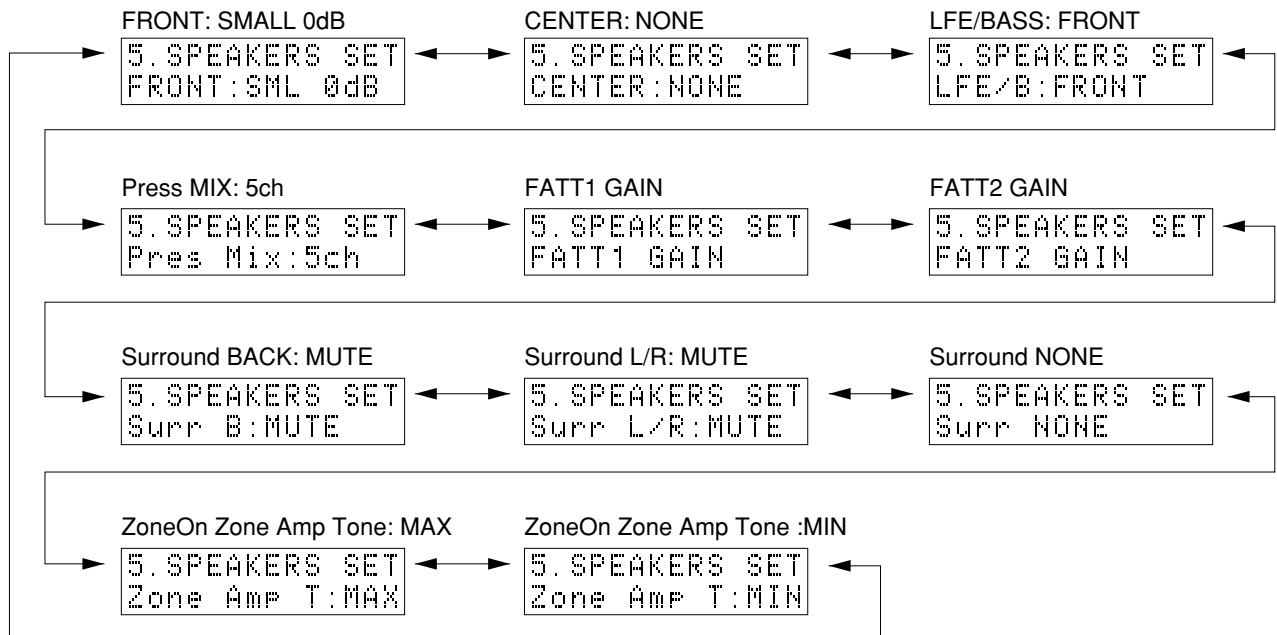 FRONT: SMALL 0dB
5.SPEAKERS SET
FRONT:SML 0dB
CENTER: NONE
5.SPEAKERS SET
CENTER:NONE
LFE/BASS: FRONT
5.SPEAKERS SET
LFE/B:FRONT
Press MIX: 5ch
5.SPEAKERS SET
Pres Mix:5ch
FATT1 GAIN
5.SPEAKERS SET
FATT1 GAIN
FATT2 GAIN
5.SPEAKERS SET
FATT2 GAIN
Surround BACK: MUTE
5.SPEAKERS SET
Surr B:MUTE
Surround L/R: MUTE
5.SPEAKERS SET
Surr L/R:MUTE
Surround NONE
5.SPEAKERS SET
Surr NONE
ZoneOn Zone Amp Tone: MAX
5.SPEAKERS SET
Zone Amp T:MAX
ZoneOn Zone Amp Tone :MIN
5.SPEAKERS SET
Zone Amp T:MIN